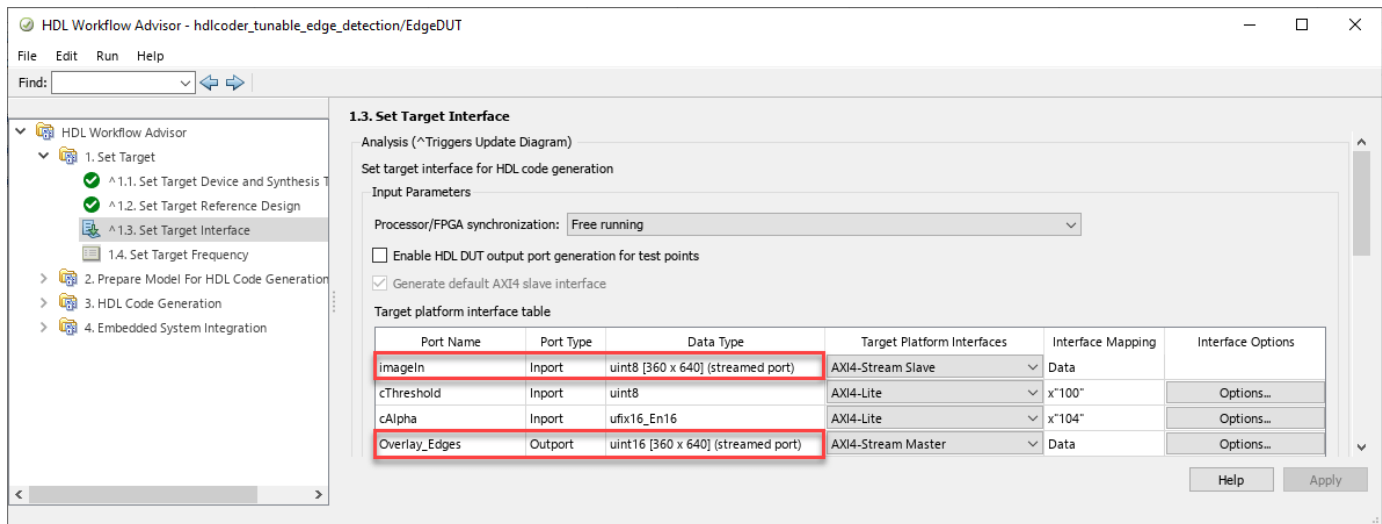 HDL Workflow Advisor - hdlcoder_tunable_edge_detection/EdgeDUT
File Edit Run Help
Find:
HDL Workflow Advisor
1. Set Target
^1.1. Set Target Device and Synthesis T
^1.2. Set Target Reference Design
^1.3. Set Target Interface
1.4. Set Target Frequency
2. Prepare Model For HDL Code Generation
3. HDL Code Generation
4. Embedded System Integration
1.3. Set Target Interface
Analysis (^Triggers Update Diagram)
Set target interface for HDL code generation
Input Parameters
Processor/FPGA synchronization: Free running
Enable HDL DUT output port generation for test points
Generate default AXI4 slave interface
Target platform interface table
Port Name Port Type Data Type Target Platform Interfaces Interface Mapping Interface Options
imageIn Inport uint8 [360 x 640] (streamed port) AXI4-Stream Slave Data
cThreshold Inport uint8 AXI4-Lite x"100" Options...
cAlpha Inport ufix16_En16 AXI4-Lite x"104" Options...
Overlay_Edges Outport uint16 [360 x 640] (streamed port) AXI4-Stream Master Data Options...
Help Apply